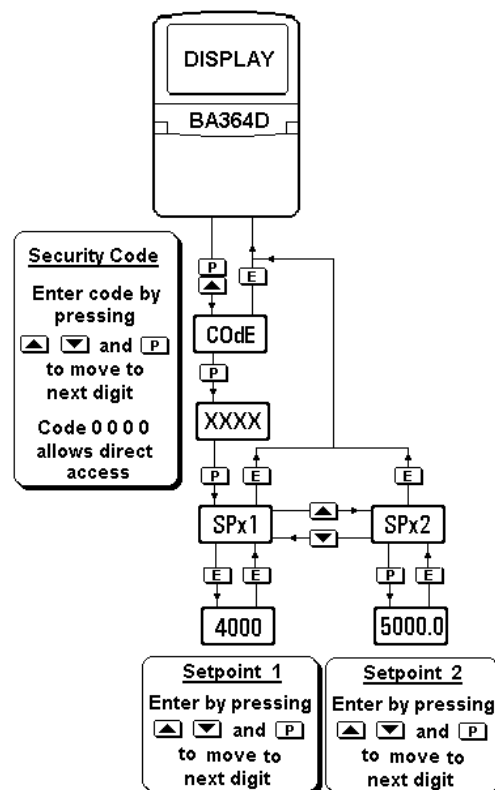 DISPLAY
BA364D
Security Code
Enter code by
pressing
▲ ▼ and P
to move to
next digit
Code 0 0 0 0
allows direct
access
P
▲
E
COdE
P
XXXX
P
E
E
SPx1
▲
▼
SPx2
E
E
P
E
4000
5000.0
Setpoint 1
Enter by pressing
▲ ▼ and P
to move to
next digit
Setpoint 2
Enter by pressing
▲ ▼ and P
to move to
next digit